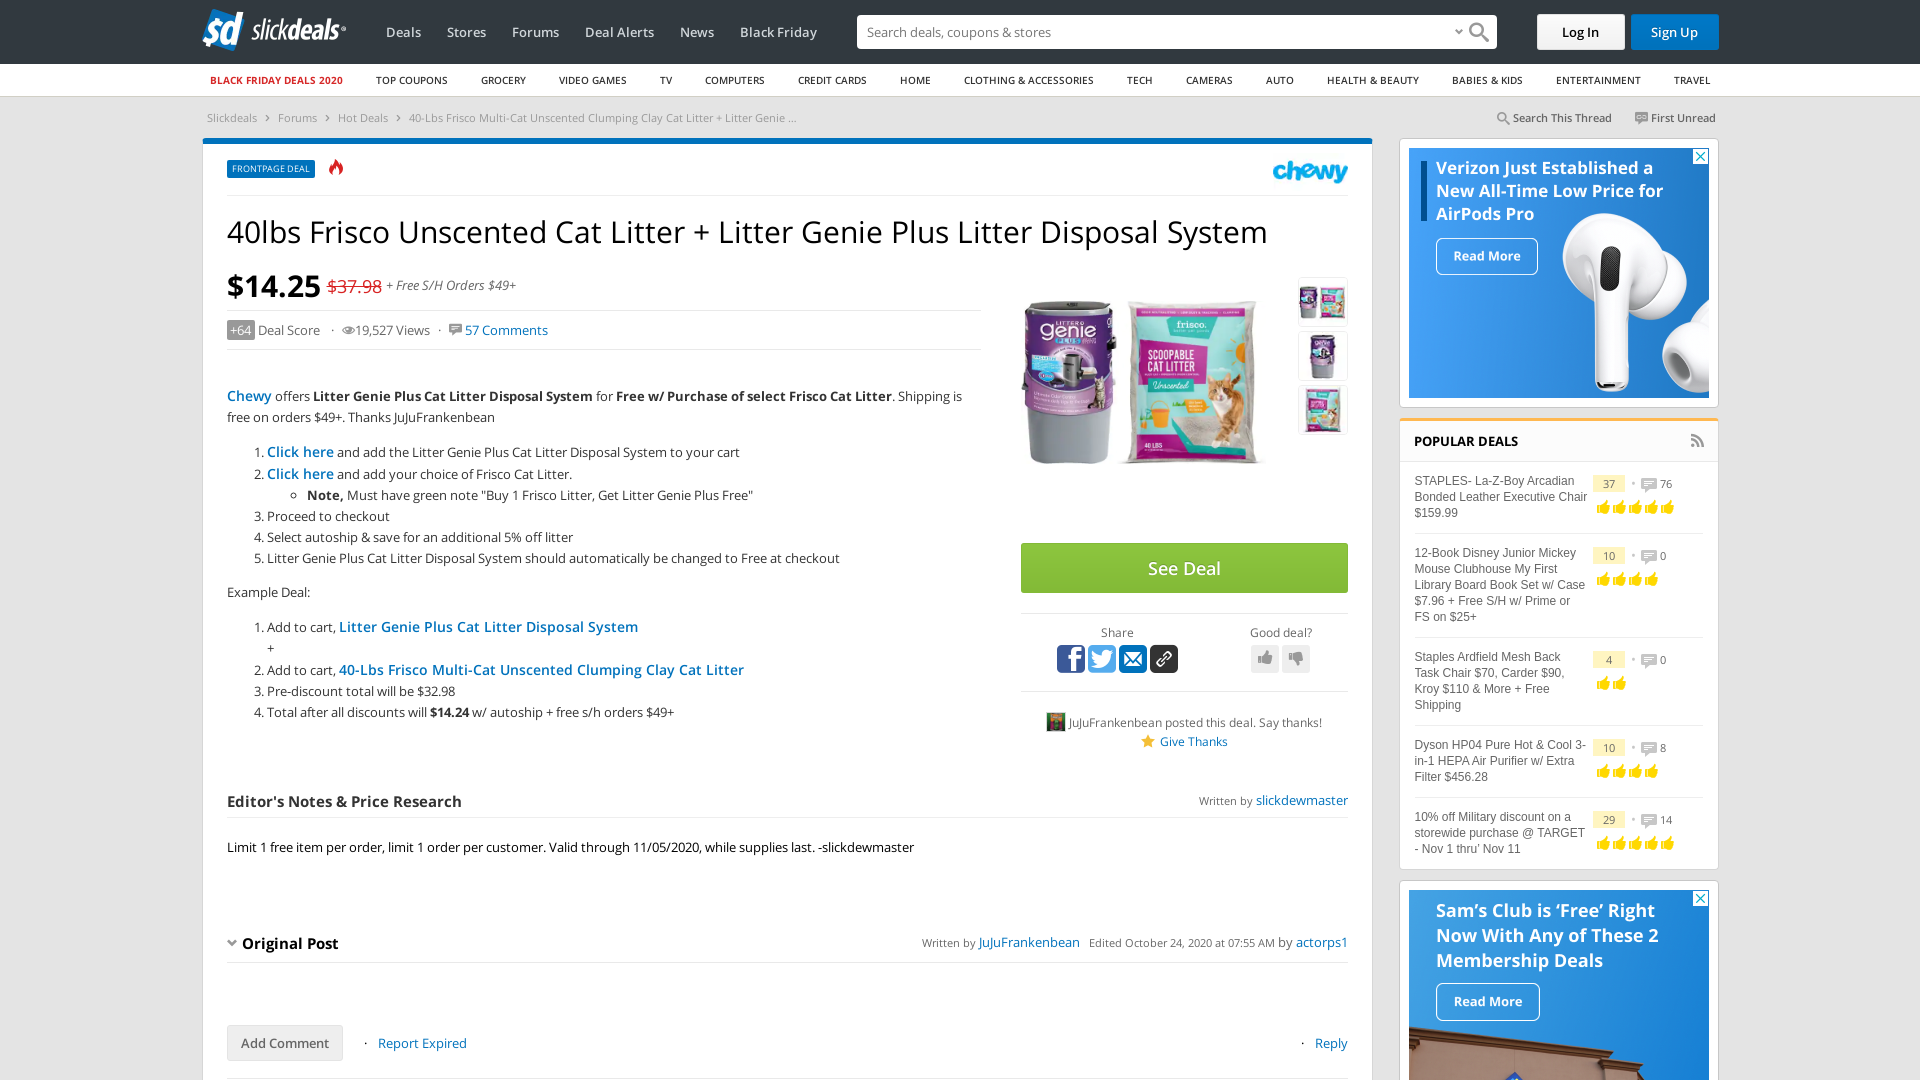 sd slickdeals
Deals Stores Forums Deal Alerts News Black Friday
Search deals, coupons & shops
Log In
Sign Up
BLACK FRIDAY DEALS 2020 TOP COUPONS GROCERY VIDEO GAMES TV COMPUTERS CREDIT CARDS HOME CLOTHING & ACCESSORIES TECH CAMERAS AUTO HEALTH & BEAUTY BABIES & KIDS ENTERTAINMENT TRAVEL
Slickdeals > Forums > Hot Deals > 40-Lbs Frisco Multi-Cat Unscented Clumping Clay Cat Litter + Litter Genie ...
Search This Thread
First Unread
FRONTPAGE DEAL
chewy
40lbs Frisco Unscented Cat Litter + Litter Genie Plus Litter Disposal System
$14.25 $37.98 + Free S/H Orders $49+
+64 Deal Score · 19,527 Views · 57 Comments
Chewy offers Litter Genie Plus Cat Litter Disposal System for Free w/ Purchase of select Frisco Cat Litter. Shipping is
free on orders $49+. Thanks JuJuFrankenbean
1. Click here and add the Litter Genie Plus Cat Litter Disposal System to your cart
2. Click here and add your choice of Frisco Cat Litter.
Note, Must have green note "Buy 1 Frisco Litter, Get Litter Genie Plus Free"
3. Proceed to checkout
4. Select autoship & save for an additional 5% off litter
5. Litter Genie Plus Cat Litter Disposal System should automatically be changed to Free at checkout
Example Deal:
1. Add to cart, Litter Genie Plus Cat Litter Disposal System
+
2. Add to cart, 40-Lbs Frisco Multi-Cat Unscented Clumping Clay Cat Litter
3. Pre-discount total will be $32.98
4. Total after all discounts will $14.24 w/ autoship + free s/h orders $49+
LITTER
genie
PLUS
frisco.
SCOOPABLE
CAT LITTER
Unscented
40 LBS
See Deal
Share
Good deal?
JuJuFrankenbean posted this deal. Say thanks!
Give Thanks
Editor's Notes & Price Research
Written by slickdewmaster
Limit 1 free item per order, limit 1 order per customer. Valid through 11/05/2020, while supplies last. -slickdewmaster
Original Post
Written by JuJuFrankenbean Edited October 24, 2020 at 07:55 AM by actorps1
Add Comment
· Report Expired
· Reply
Verizon Just Established a
New All-Time Low Price for
AirPods Pro
Read More
POPULAR DEALS
STAPLES- La-Z-Boy Arcadian
Bonded Leather Executive Chair
$159.99
37 • 76
12-Book Disney Junior Mickey
Mouse Clubhouse My First
Library Board Book Set w/ Case
$7.96 + Free S/H w/ Prime or
FS on $25+
10 • 0
Staples Ardfield Mesh Back
Task Chair $70, Carder $90,
Kroy $110 & More + Free
Shipping
4 • 0
Dyson HP04 Pure Hot & Cool 3-
in-1 HEPA Air Purifier w/ Extra
Filter $456.28
10 • 8
10% off Military discount on a
storewide purchase @ TARGET
- Nov 1 thru' Nov 11
29 • 14
Sam's Club is 'Free' Right
Now With Any of These 2
Membership Deals
Read More